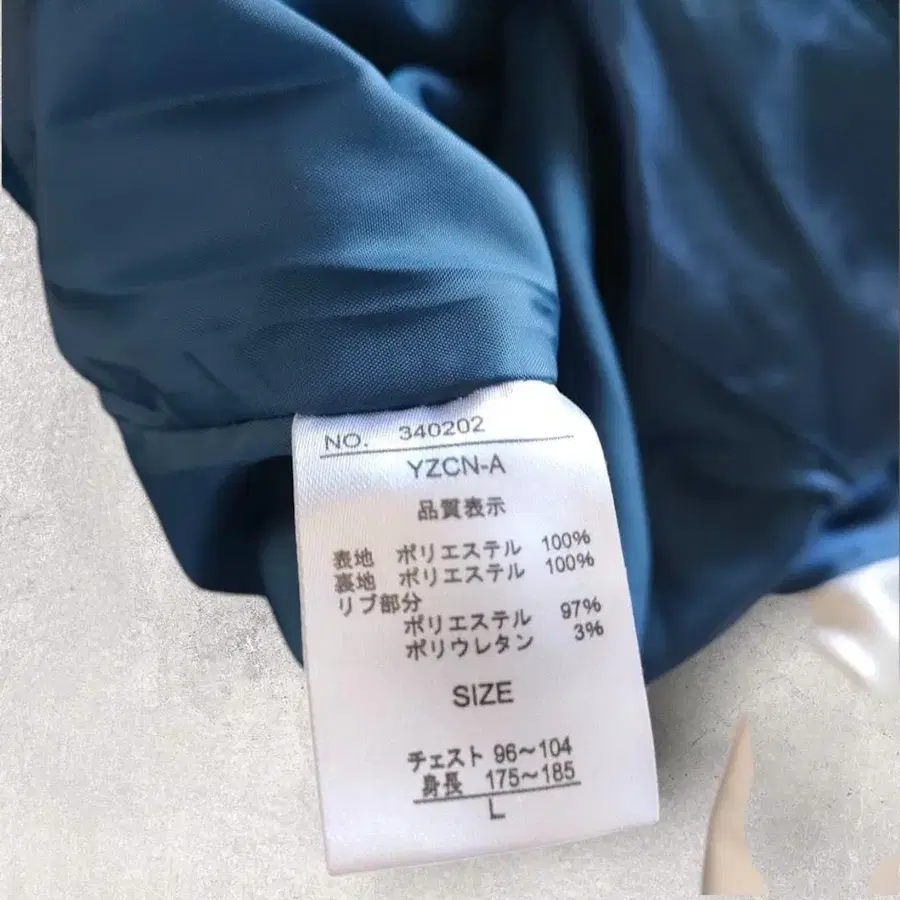 NO. 340202
YZCN-A
品質表示
表地 ポリエステル 100%
裏地 ポリエステル 100%
リブ部分
ポリエステル 97%
ポリウレタン 3%
SIZE
チェスト 96〜104
身長 175〜185
L